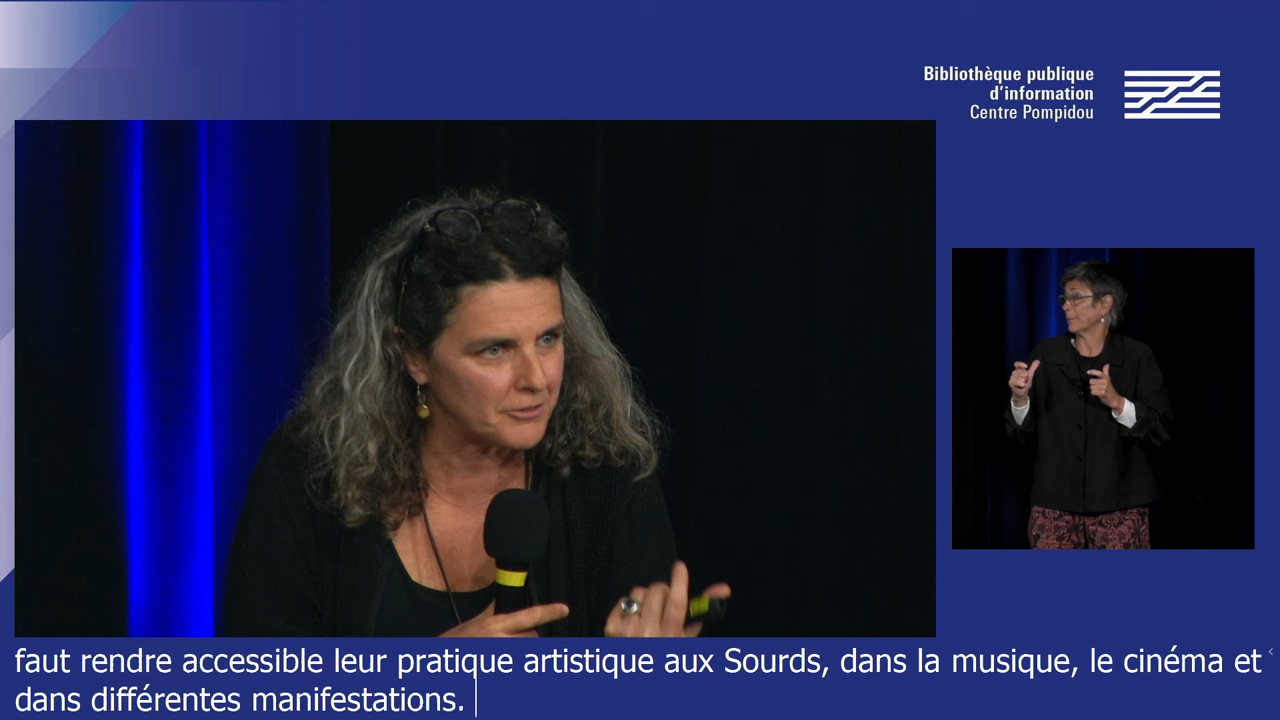 Bibliothèque publique
d'information
Centre Pompidou
faut rendre accessible leur pratique artistique aux Sourds, dans la musique, le cinéma et
dans différentes manifestations.